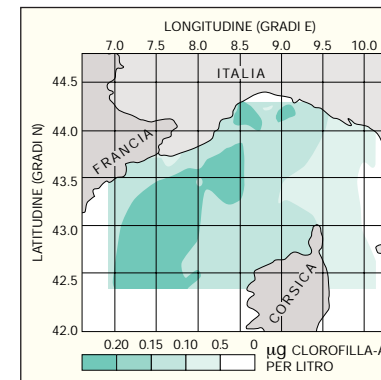 LONGITUDINE (GRADI E)
7.0 7.5 8.0 8.5 9.0 9.5 10.0
ITALIA
44.5
44.0
FRANCIA
43.5
LATITUDINE (GRADI N)
43.0
42.5
CORSICA
42.0
0.20 0.15 0.10 0.5 0
µg CLOROFILLA-A
PER LITRO